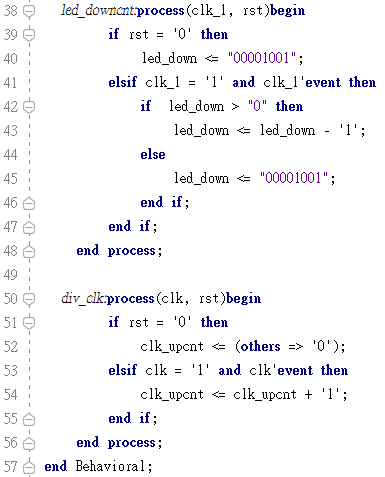 38 led_downcnt:process(clk_1, rst)begin
39 if rst = '0' then
40 led_down <= "00001001";
41 elsif clk_1 = '1' and clk_1'event then
42 if led_down > "0" then
43 led_down <= led_down - '1';
44 else
45 led_down <= "00001001";
46 end if;
47 end if;
48 end process;
49
50 div_clk:process(clk, rst)begin
51 if rst = '0' then
52 clk_upcnt <= (others => '0');
53 elsif clk = '1' and clk'event then
54 clk_upcnt <= clk_upcnt + '1';
55 end if;
56 end process;
57 end Behavioral;